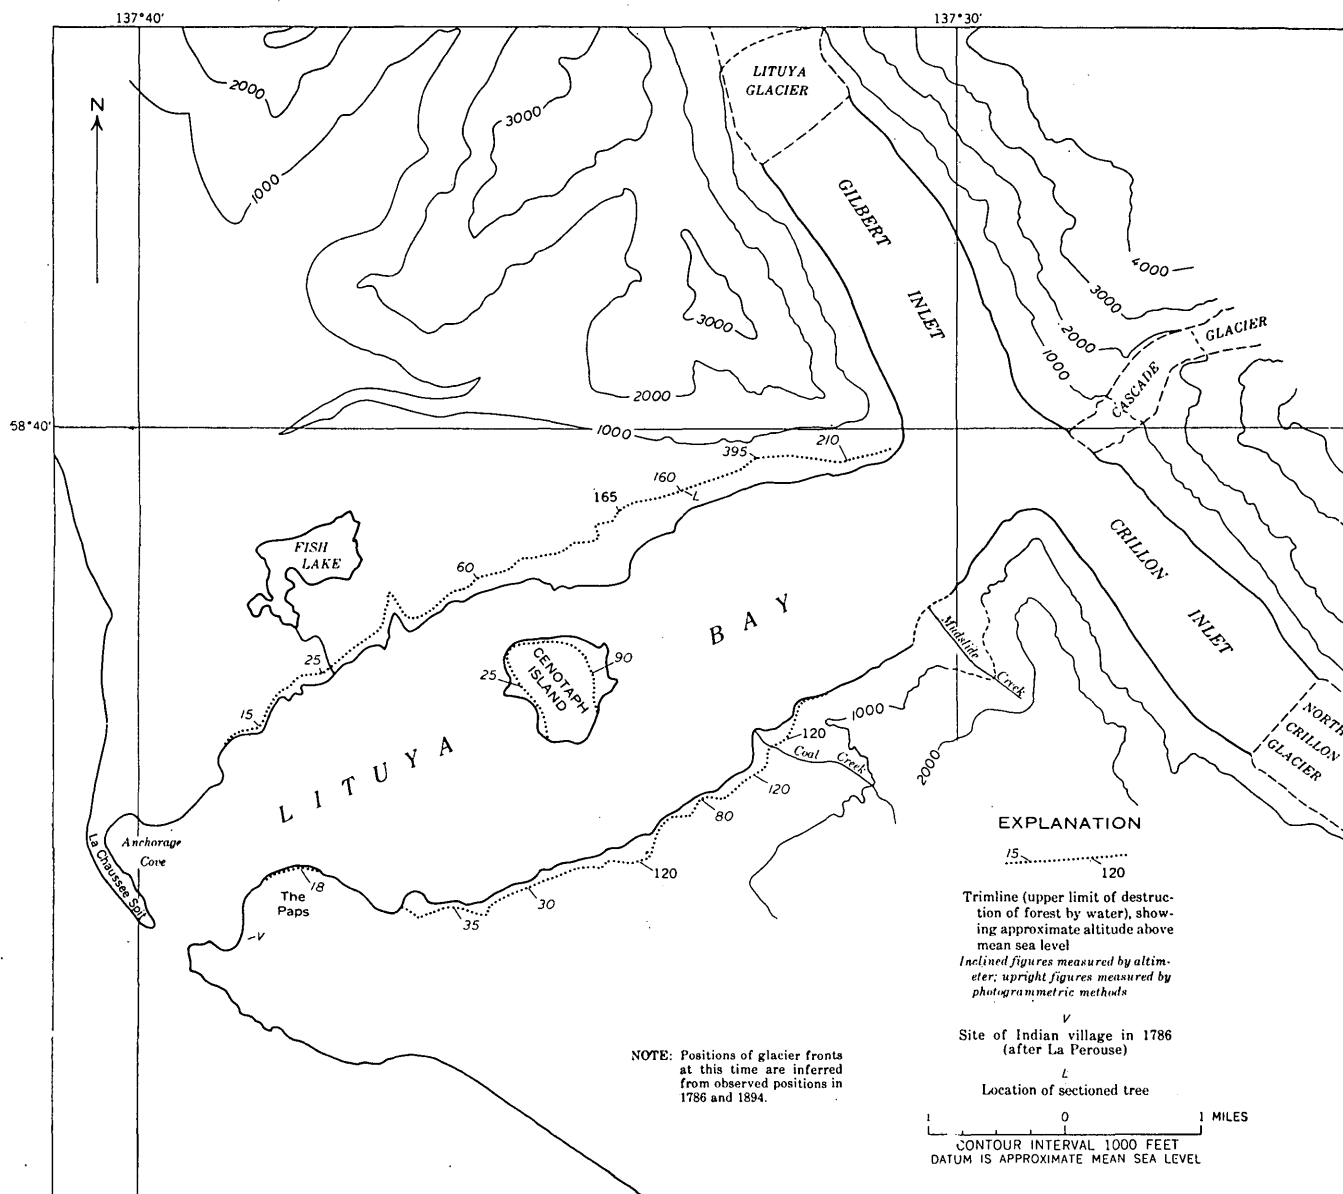 137°40'
137°30'
N
2000
3000
LITUYA
GLACIER
1000
GILBERT
INLET
4000
3000
3000
2000
GLACIER
1000
CASCADE
2000
58°40'
1000
395
210
160
L
165
FISH
LAKE
60
CRILLON
INLET
BAY
Mudslide
Creek
25
CENOTAPH
ISLAND
90
25
15
1000
120
Coal
Creek
2000
NORTH
CRILLON
GLACIER
LITUYA
120
80
La Chaussee Spit
Anchorage
Cove
120
18
The
Paps
30
35
V
EXPLANATION
15
120
Trimline (upper limit of destruc-
tion of forest by water), show-
ing approximate altitude above
mean sea level
Inclined figures measured by altim-
eter; upright figures measured by
photogrammetric methods
V
Site of Indian village in 1786
(after La Perouse)
L
Location of sectioned tree
NOTE: Positions of glacier fronts
at this time are inferred
from observed positions in
1786 and 1894.
1 0 1 MILES
CONTOUR INTERVAL 1000 FEET
DATUM IS APPROXIMATE MEAN SEA LEVEL